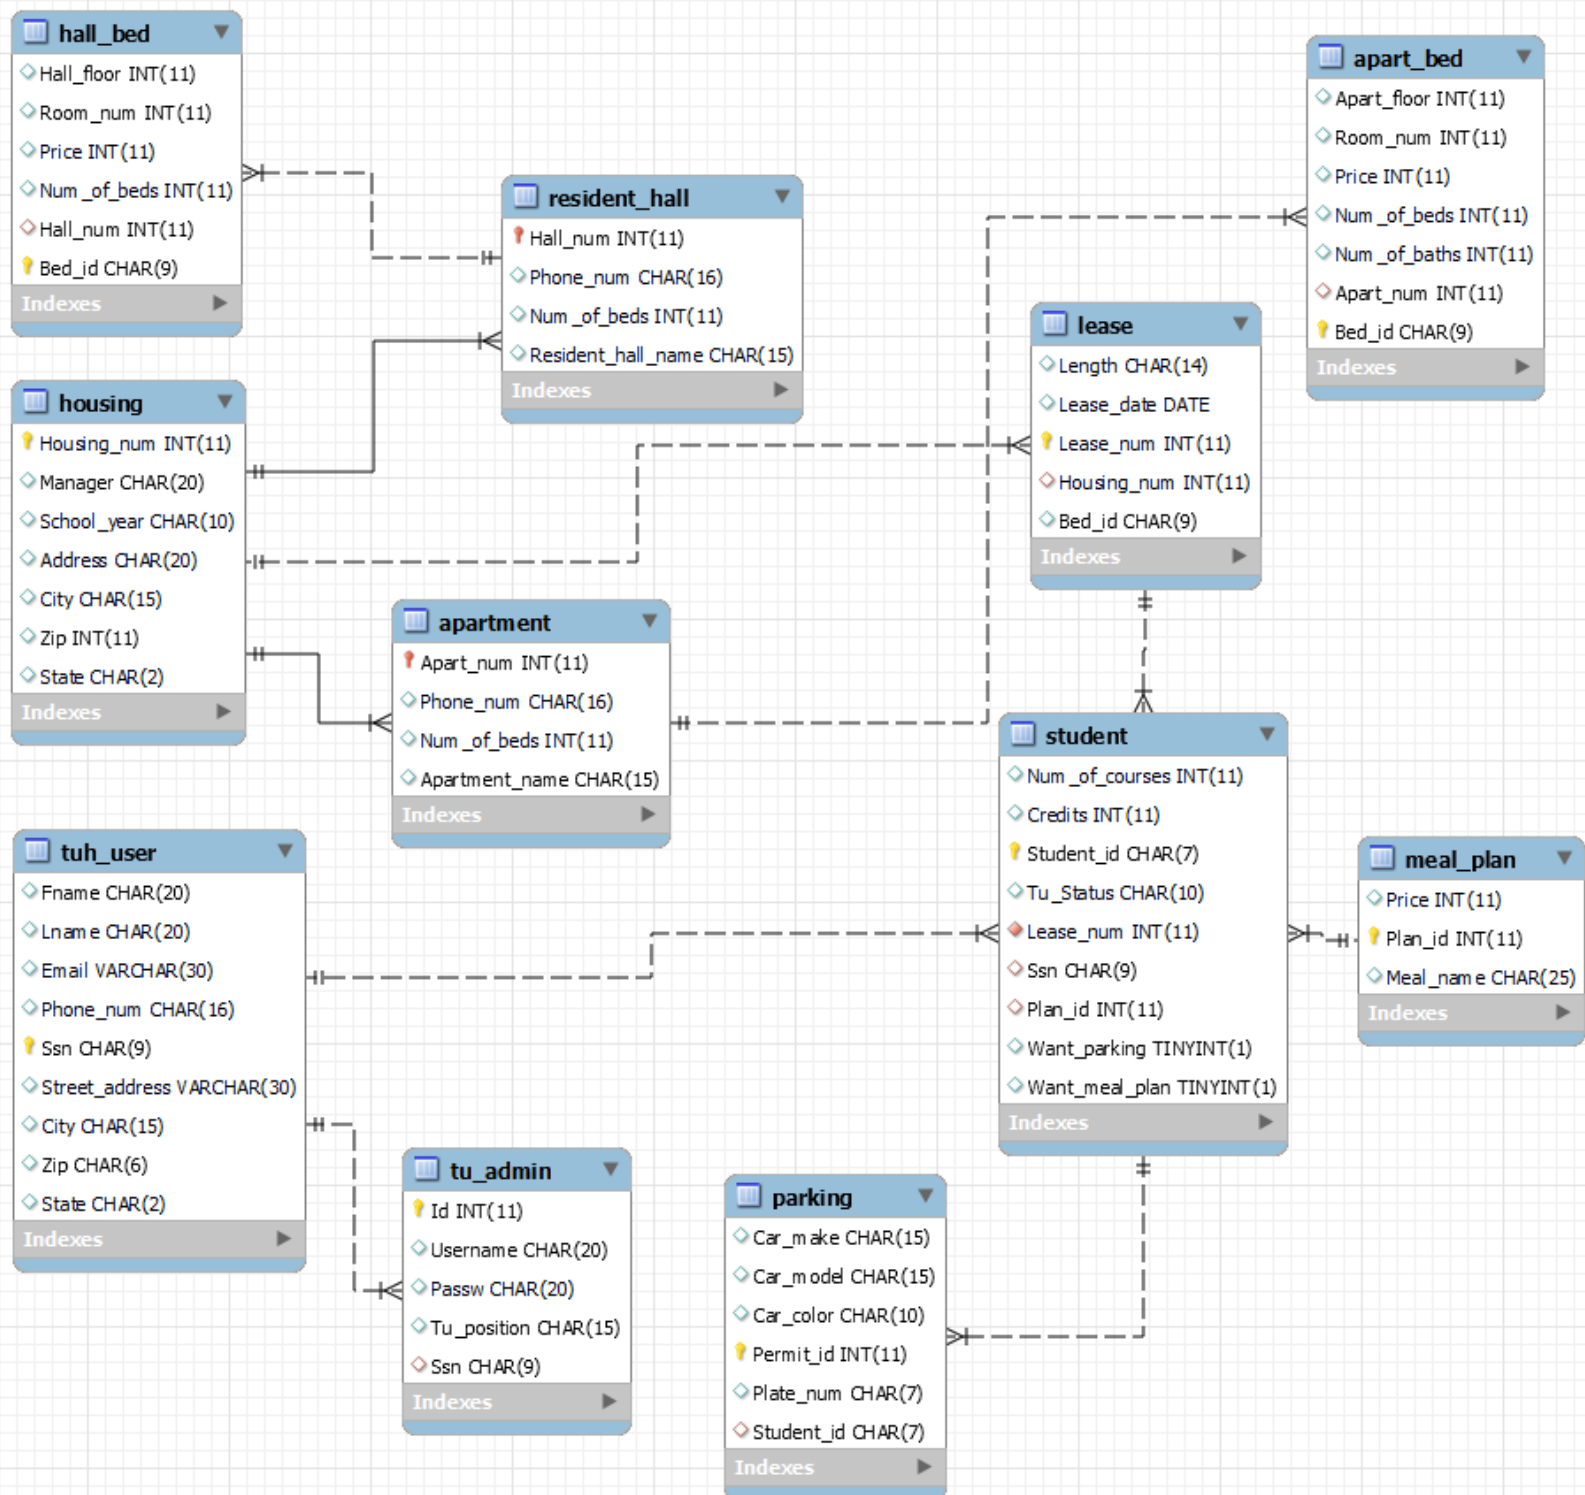 hall_bed
Hall_floor INT(11)
Room_num INT(11)
Price INT(11)
Num_of_beds INT(11)
Hall_num INT(11)
Bed_id CHAR(9)
Indexes
resident_hall
Hall_num INT(11)
Phone_num CHAR(16)
Num_of_beds INT(11)
Resident_hall_name CHAR(15)
Indexes
apart_bed
Apart_floor INT(11)
Room_num INT(11)
Price INT(11)
Num_of_beds INT(11)
Num_of_baths INT(11)
Apart_num INT(11)
Bed_id CHAR(9)
Indexes
lease
Length CHAR(14)
Lease_date DATE
Lease_num INT(11)
Housing_num INT(11)
Bed_id CHAR(9)
Indexes
housing
Housing_num INT(11)
Manager CHAR(20)
School_year CHAR(10)
Address CHAR(20)
City CHAR(15)
Zip INT(11)
State CHAR(2)
Indexes
apartment
Apart_num INT(11)
Phone_num CHAR(16)
Num_of_beds INT(11)
Apartment_name CHAR(15)
Indexes
student
Num_of_courses INT(11)
Credits INT(11)
Student_id CHAR(7)
Tu_Status CHAR(10)
Lease_num INT(11)
Ssn CHAR(9)
Plan_id INT(11)
Want_parking TINYINT(1)
Want_meal_plan TINYINT(1)
Indexes
meal_plan
Price INT(11)
Plan_id INT(11)
Meal_name CHAR(25)
Indexes
tuh_user
Fname CHAR(20)
Lname CHAR(20)
Email VARCHAR(30)
Phone_num CHAR(16)
Ssn CHAR(9)
Street_address VARCHAR(30)
City CHAR(15)
Zip CHAR(6)
State CHAR(2)
Indexes
tu_admin
Id INT(11)
Username CHAR(20)
Passw CHAR(20)
Tu_position CHAR(15)
Ssn CHAR(9)
Indexes
parking
Car_make CHAR(15)
Car_model CHAR(15)
Car_color CHAR(10)
Permit_id INT(11)
Plate_num CHAR(7)
Student_id CHAR(7)
Indexes